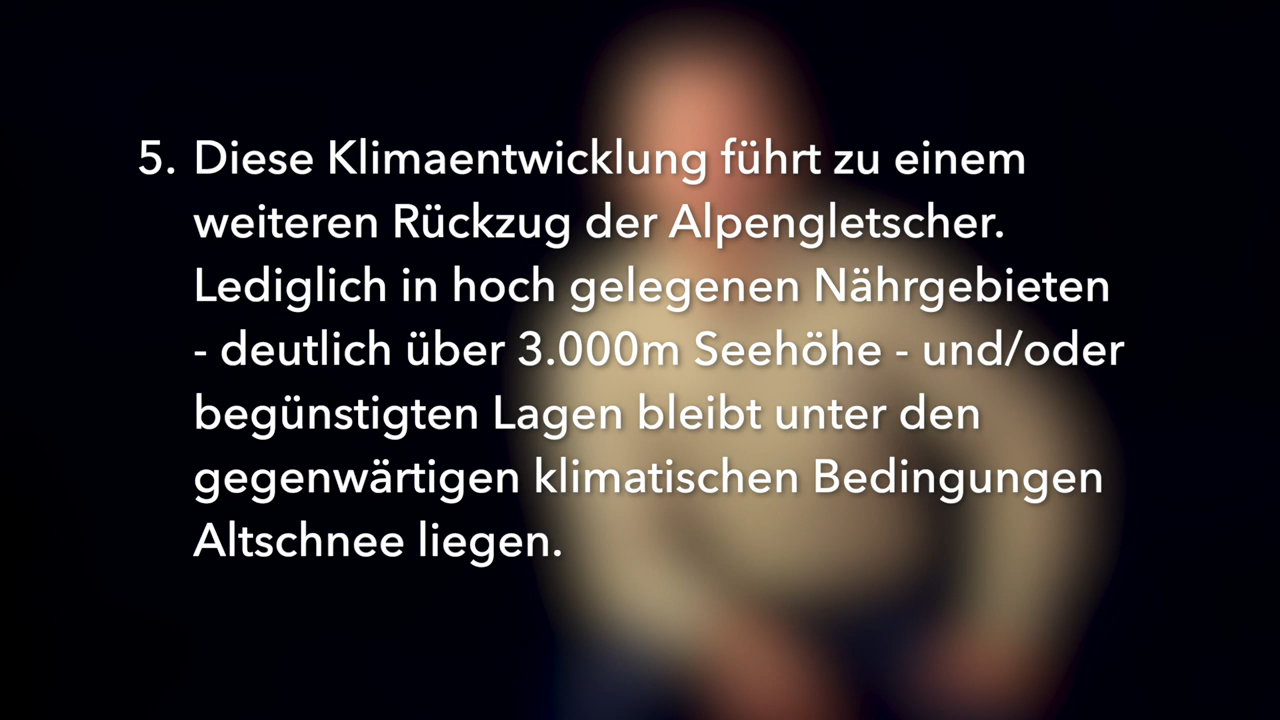 5. Diese Klimaentwicklung führt zu einem
weiteren Rückzug der Alpengletscher.
Lediglich in hoch gelegenen Nährgebieten
- deutlich über 3.000m Seehöhe - und/oder
begünstigten Lagen bleibt unter den
gegenwärtigen klimatischen Bedingungen
Altschnee liegen.